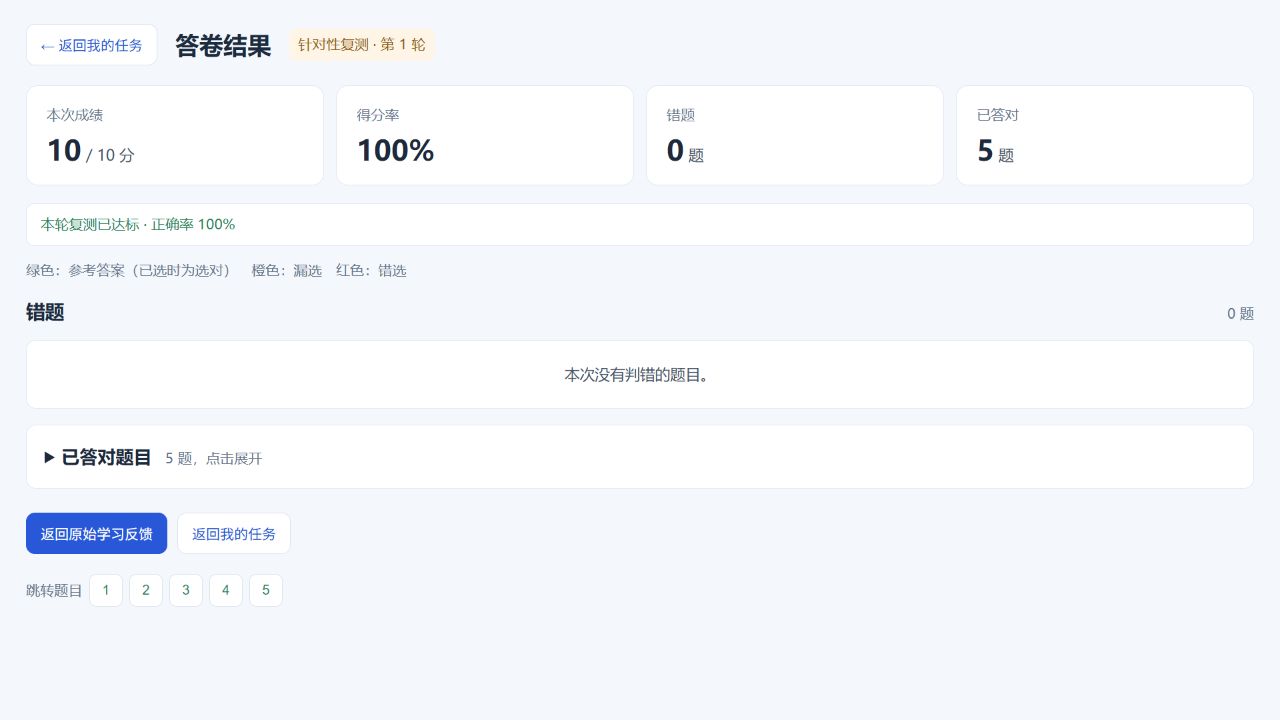 ← 返回我的任务
答卷结果
针对性复测 · 第 1 轮
本次成绩
10 / 10 分
得分率
100%
错题
0 题
已答对
5 题
本轮复测已达标 · 正确率 100%
绿色：参考答案（已选时为选对） 橙色：漏选 红色：错选
错题
0 题
本次没有判错的题目。
▶ 已答对题目 5 题，点击展开
返回原始学习反馈
返回我的任务
跳转题目 1 2 3 4 5